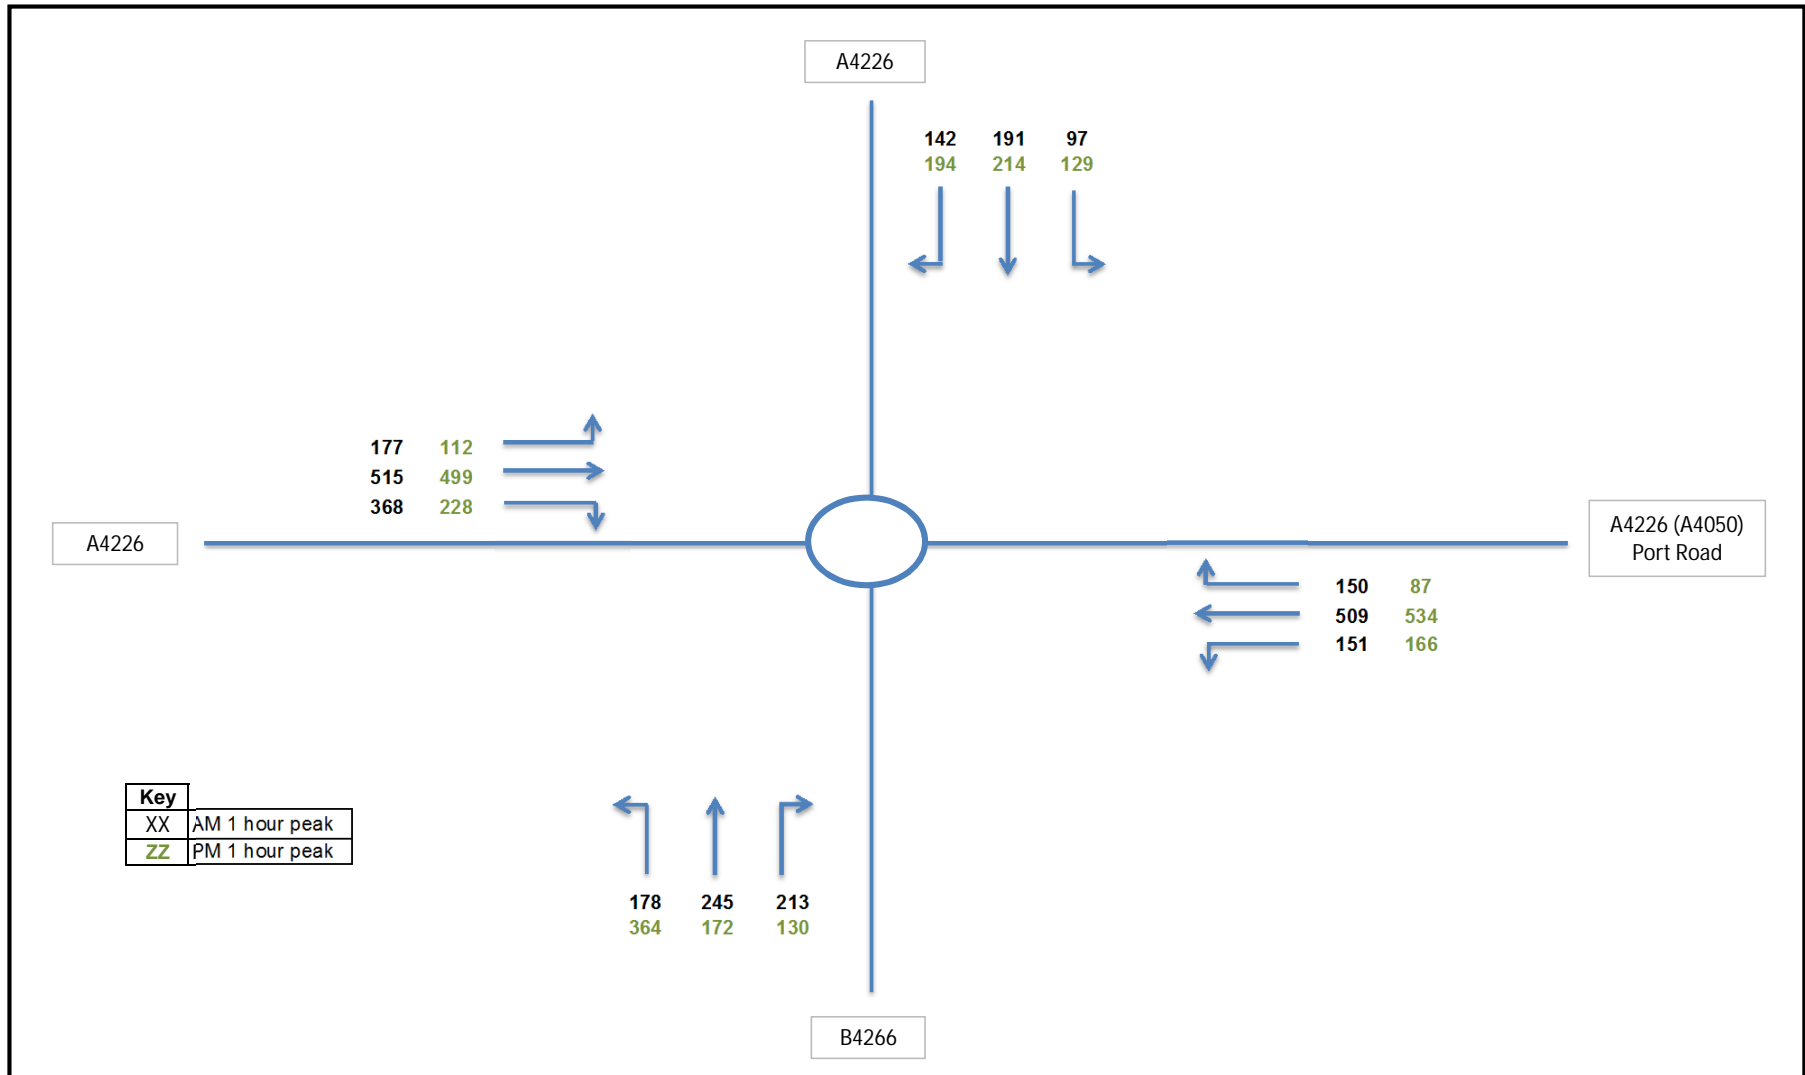 A4226
142 191 97
194 214 129
177 112
515 499
368 228
A4226
A4226 (A4050)
Port Road
150 87
509 534
151 166
Key
XX AM 1 hour peak
ZZ PM 1 hour peak
178 245 213
364 172 130
B4266